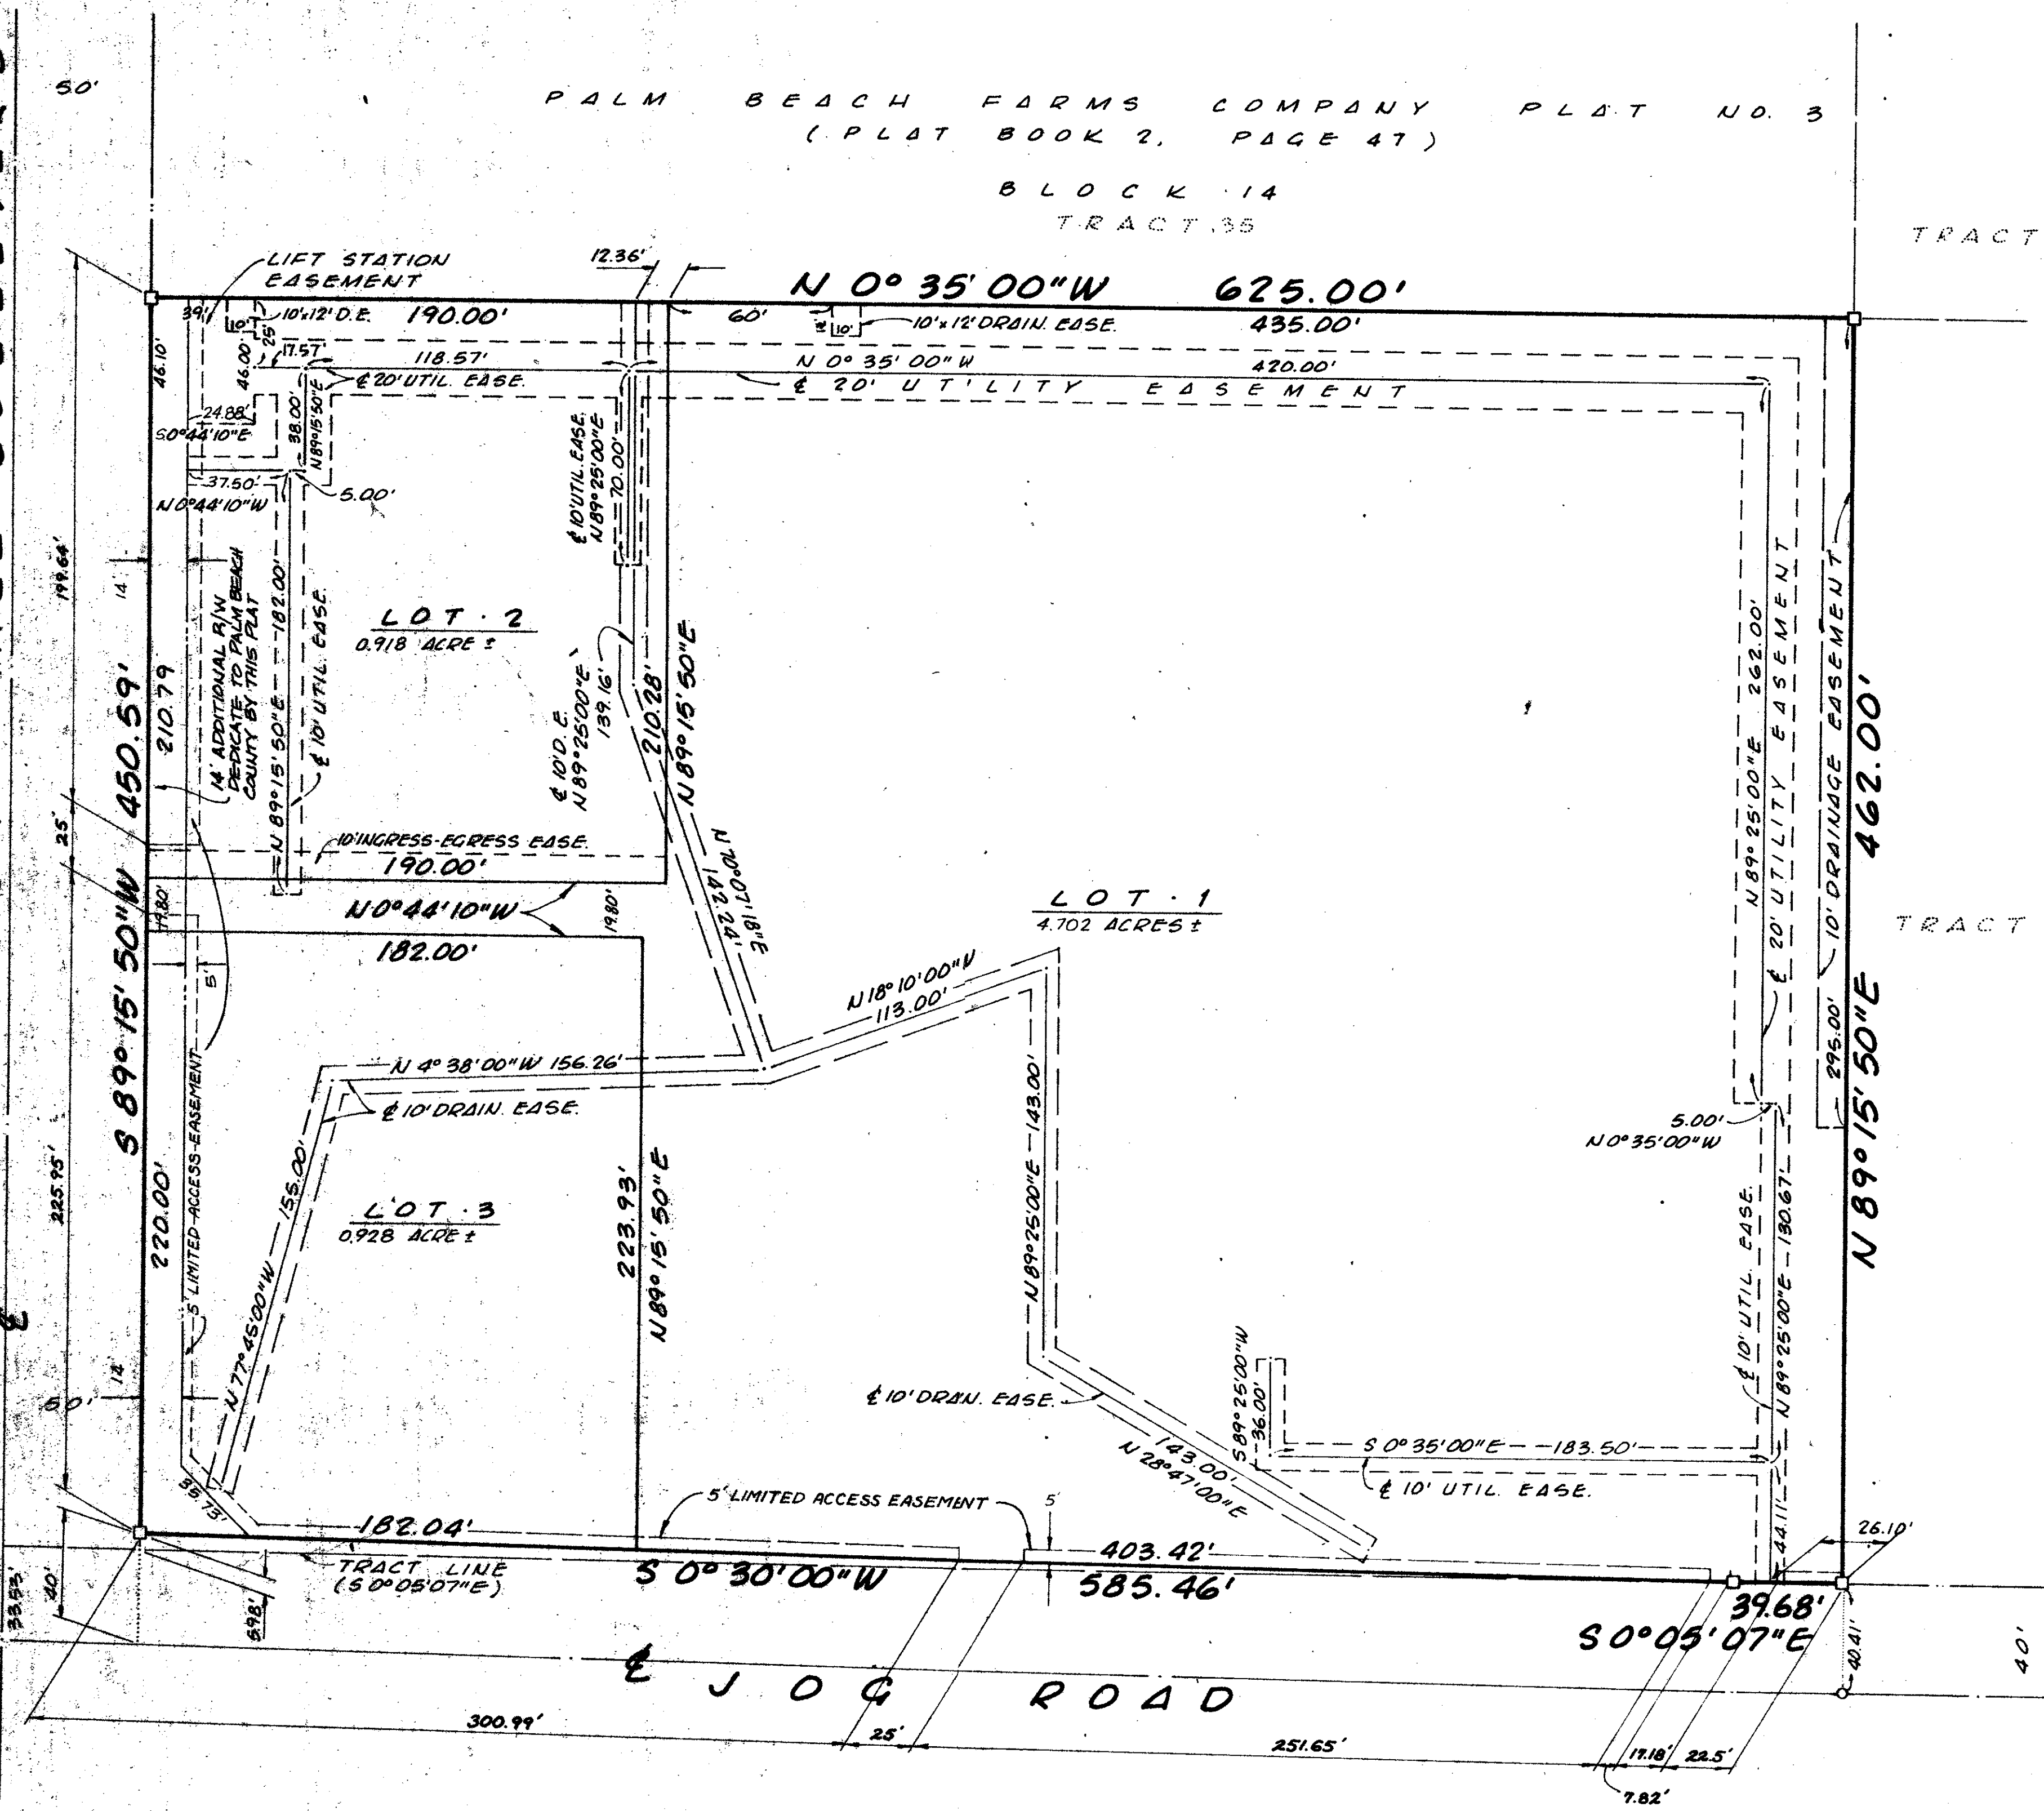 50'
PALM BEACH FARMS COMPANY PLAT NO. 3
(PLAT BOOK 2, PAGE 47)
BLOCK 14
TRACT 35
TRACT
LIFT STATION
EASEMENT
12.36'
N 0° 35' 00" W 625.00'
39'
10'
10'x12' D.E.
190.00'
60'
10'
10'x12' DRAIN. EASE.
435.00'
46.10'
46.00'
25'
17.57'
118.57'
℄ 20' UTIL. EASE.
N 0° 35' 00" W
420.00'
℄ 20' UTILITY EASEMENT
24.88'
S 0°44'10"E
38.00'
N89°15'50"E
37.50'
N 0°44'10"W
5.00'
℄ 10' UTIL. EASE.
N 89°25'00"E
70.00'
199.64'
14'
14' ADDITIONAL R/W
DEDICATE TO PALM BEACH
COUNTY BY THIS PLAT
N 89°15'50"E 182.00'
℄ 10' UTIL. EASE.
LOT · 2
0.918 ACRE ±
℄ 10' D.E.
N 89°25'00"E
139.16'
210.28'
N 89° 15' 50"E
210.79
S 89° 15' 50" W 450.59'
25'
10' INGRESS-EGRESS EASE.
190.00'
N 0° 44' 10" W
19.80'
19.80'
182.00'
5'
N 70°07'18"E
142.24'
LOT · 1
4.702 ACRES ±
N 18°10'00"W
113.00'
N 4° 38' 00" W 156.26'
℄ 10' DRAIN. EASE.
N 89°25'00"E 143.00'
N 89° 25' 00" E 262.00'
℄ 20' UTILITY EASEMENT
10' DRAINAGE EASEMENT
295.00'
N 89° 15' 50" E 462.00'
TRACT
5.00'
N 0°35'00"W
225.95'
220.00'
5' LIMITED ACCESS EASEMENT
N 77°45'00"W 155.00'
LOT · 3
0.928 ACRE ±
223.93'
N 89° 15' 50" E
℄ 10' UTIL. EASE.
N 89°25'00"E 130.67'
℄
14'
50'
℄ 10' DRAN. EASE.
143.00'
N 28°47'00"E
S 89°25'00"W
36.00'
S 0° 35' 00" E 183.50'
℄ 10' UTIL. EASE.
44.11'
26.10'
35.73'
182.04'
5' LIMITED ACCESS EASEMENT
5'
403.42'
TRACT LINE
(S 0°05'07"E)
S 0° 30' 00" W
585.46'
39.68'
S 0° 05' 07" E
33.53'
40'
5.98'
40.41'
40'
℄ JOG ROAD
300.99'
25'
251.65'
17.18'
22.5'
7.82'